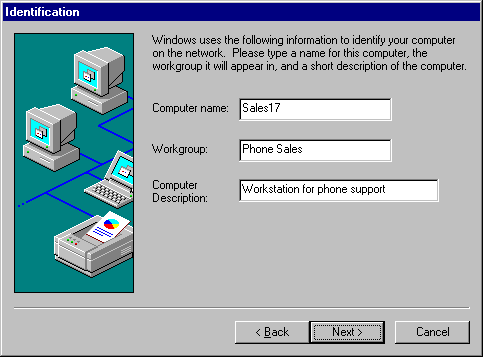 Identification
Windows uses the following information to identify your computer
on the network.  Please type a name for this computer, the
workgroup it will appear in, and a short description of the computer.
Computer name: Sales17
Workgroup: Phone Sales
Computer
Description: Workstation for phone support
< Back Next > Cancel